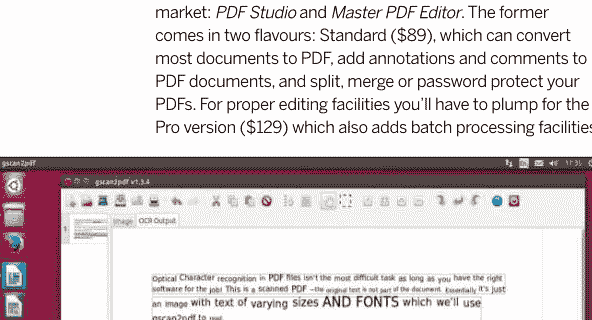 market: PDF Studio and Master PDF Editor. The former
comes in two flavours: Standard ($89), which can convert
most documents to PDF, add annotations and comments to
PDF documents, and split, merge or password protect your
PDFs. For proper editing facilities you'll have to plump for the
Pro version ($129) which also adds batch processing facilities
gscan2pdf
gscan2pdf v1.3.4
Image OCR Output
1
Optical Character recognition in PDF files isn't the most difficult task as long as you have the right
software for the job! This is a scanned PDF –the original text is not part of the document. Essentially it's just
an image with text of varying sizes AND FONTS which we'll use
gscan2pdf to read